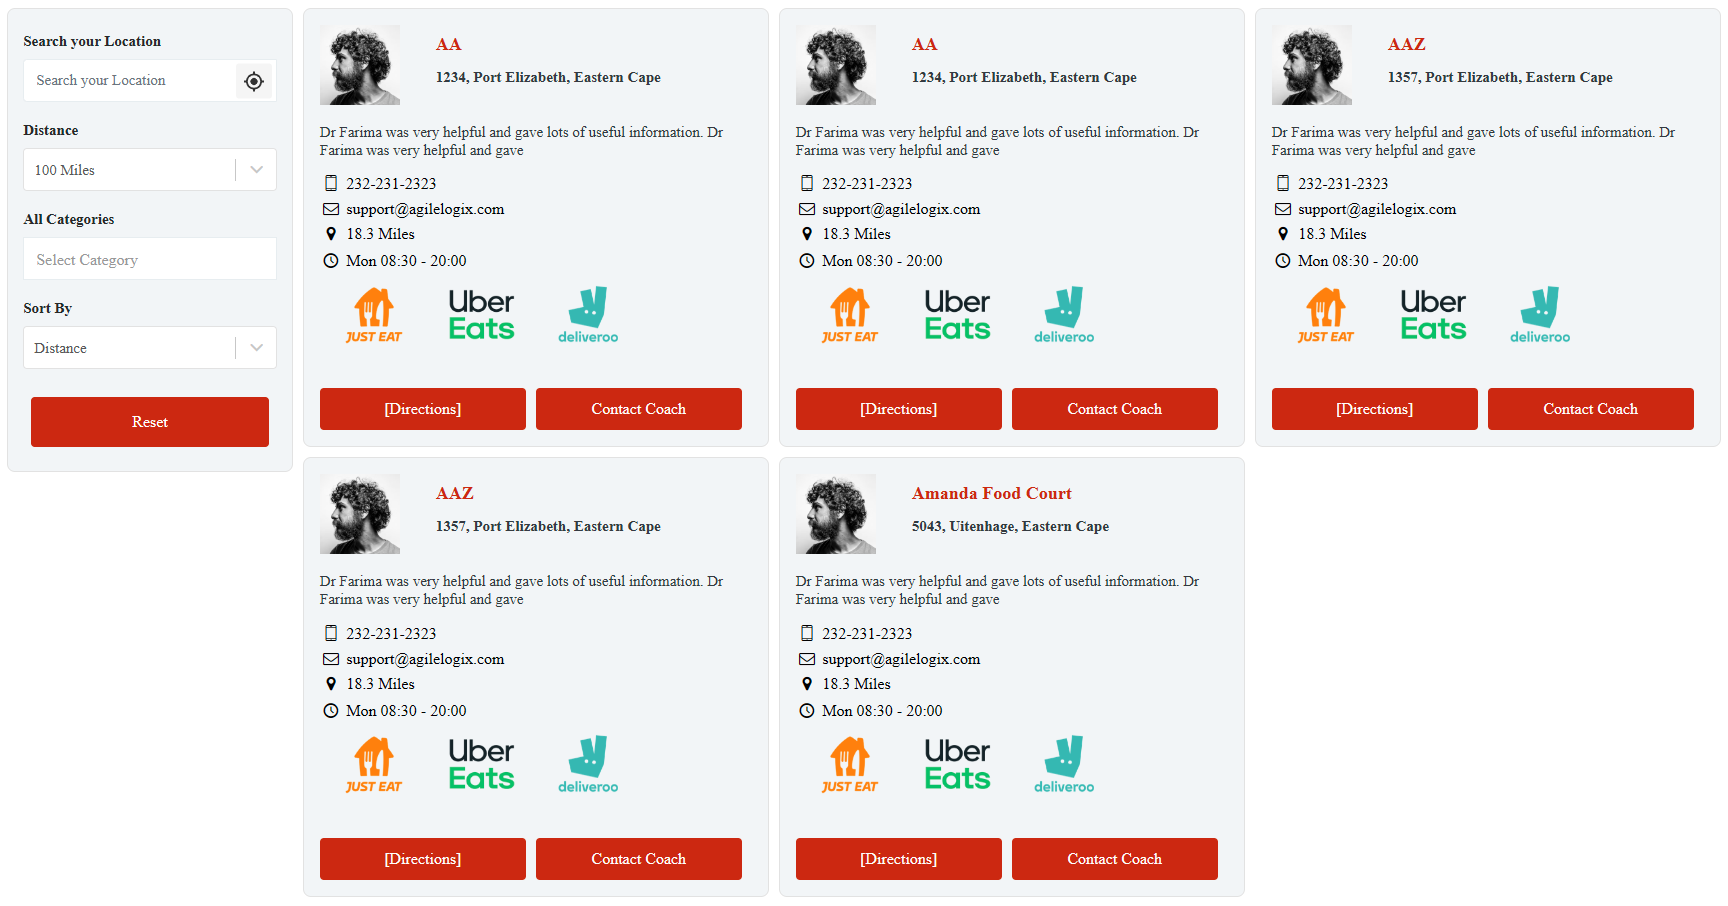 Search your Location
Search your Location
Distance
100 Miles
All Categories
Select Category
Sort By
Distance
Reset
AA
1234, Port Elizabeth, Eastern Cape
Dr Farima was very helpful and gave lots of useful information. Dr
Farima was very helpful and gave
232-231-2323
support@agilelogix.com
18.3 Miles
Mon 08:30 - 20:00
JUST EAT
Uber
Eats
deliveroo
[Directions]
Contact Coach
AA
1234, Port Elizabeth, Eastern Cape
Dr Farima was very helpful and gave lots of useful information. Dr
Farima was very helpful and gave
232-231-2323
support@agilelogix.com
18.3 Miles
Mon 08:30 - 20:00
JUST EAT
Uber
Eats
deliveroo
[Directions]
Contact Coach
AAZ
1357, Port Elizabeth, Eastern Cape
Dr Farima was very helpful and gave lots of useful information. Dr
Farima was very helpful and gave
232-231-2323
support@agilelogix.com
18.3 Miles
Mon 08:30 - 20:00
JUST EAT
Uber
Eats
deliveroo
[Directions]
Contact Coach
AAZ
1357, Port Elizabeth, Eastern Cape
Dr Farima was very helpful and gave lots of useful information. Dr
Farima was very helpful and gave
232-231-2323
support@agilelogix.com
18.3 Miles
Mon 08:30 - 20:00
JUST EAT
Uber
Eats
deliveroo
[Directions]
Contact Coach
Amanda Food Court
5043, Uitenhage, Eastern Cape
Dr Farima was very helpful and gave lots of useful information. Dr
Farima was very helpful and gave
232-231-2323
support@agilelogix.com
18.3 Miles
Mon 08:30 - 20:00
JUST EAT
Uber
Eats
deliveroo
[Directions]
Contact Coach